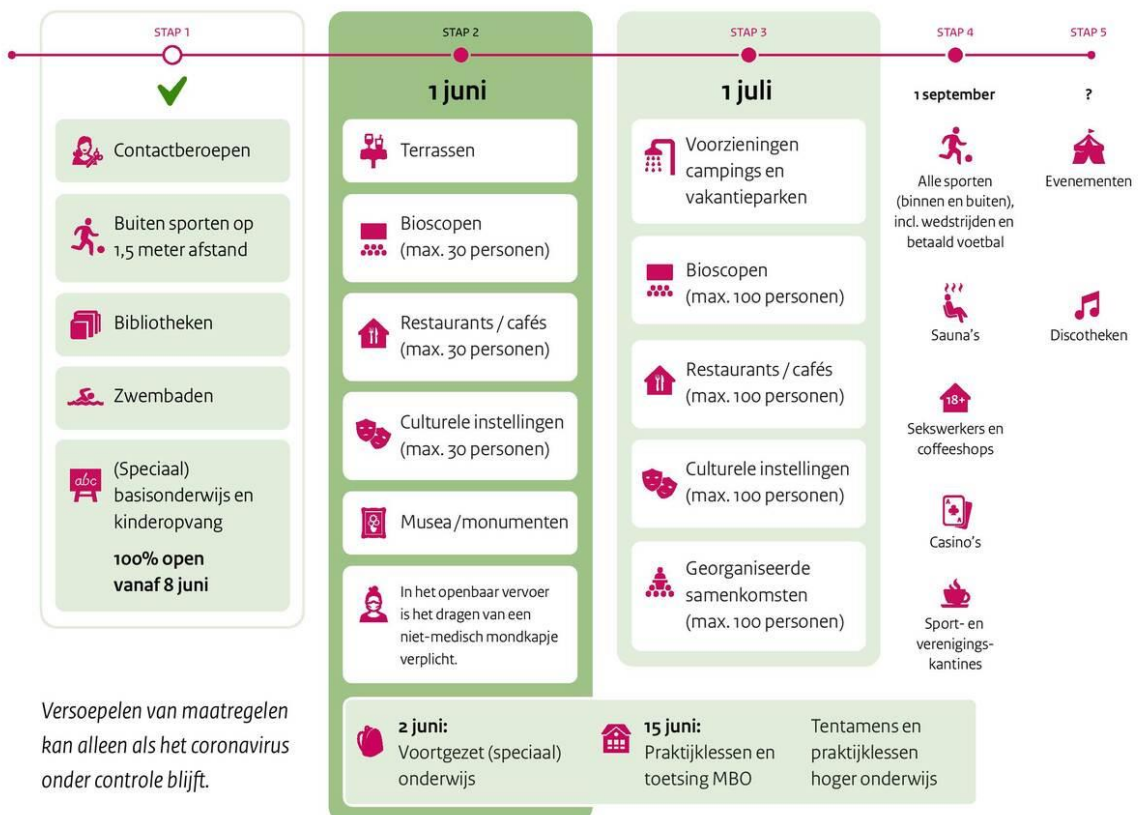 STAP 1
Contactberoepen
Buiten sporten op
1,5 meter afstand
Bibliotheken
Zwembaden
abc
(Speciaal)
basisonderwijs en
kinderopvang
100% open
vanaf 8 juni
STAP 2
1 juni
Terrassen
Bioscopen
(max. 30 personen)
Restaurants / cafés
(max. 30 personen)
Culturele instellingen
(max. 30 personen)
Musea/monumenten
In het openbaar vervoer
is het dragen van een
niet-medisch mondkapje
verplicht.
STAP 3
1 juli
Voorzieningen
campings en
vakantieparken
Bioscopen
(max. 100 personen)
Restaurants / cafés
(max. 100 personen)
Culturele instellingen
(max. 100 personen)
Georganiseerde
samenkomsten
(max. 100 personen)
STAP 4
1 september
Alle sporten
(binnen en buiten),
incl. wedstrijden en
betaald voetbal
Sauna's
18+
Sekswerkers en
coffeeshops
A
A
Casino's
Sport- en
verenigings-
kantines
STAP 5
?
Evenementen
Discotheken
Versoepelen van maatregelen
kan alleen als het coronavirus
onder controle blijft.
2 juni:
Voortgezet (speciaal)
onderwijs
15 juni:
Praktijklessen en
toetsing MBO
Tentamens en
praktijklessen
hoger onderwijs